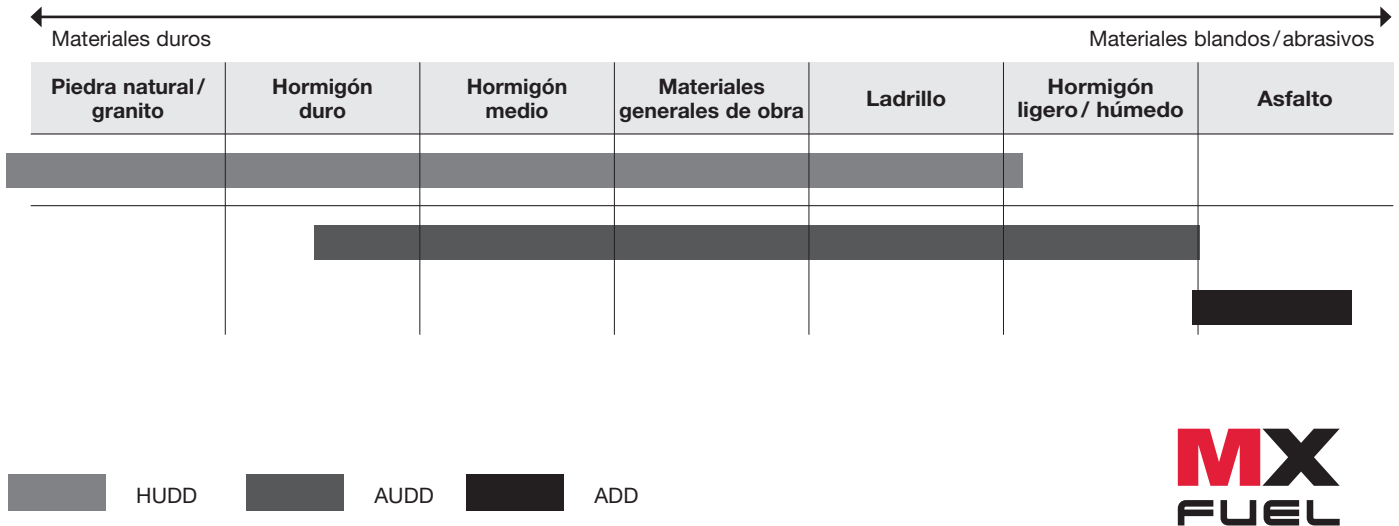 Materiales duros
Materiales blandos/abrasivos
Piedra natural/
granito
Hormigón
duro
Hormigón
medio
Materiales
generales de obra
Ladrillo
Hormigón
ligero/ húmedo
Asfalto
HUDD
AUDD
ADD
MX
FUEL